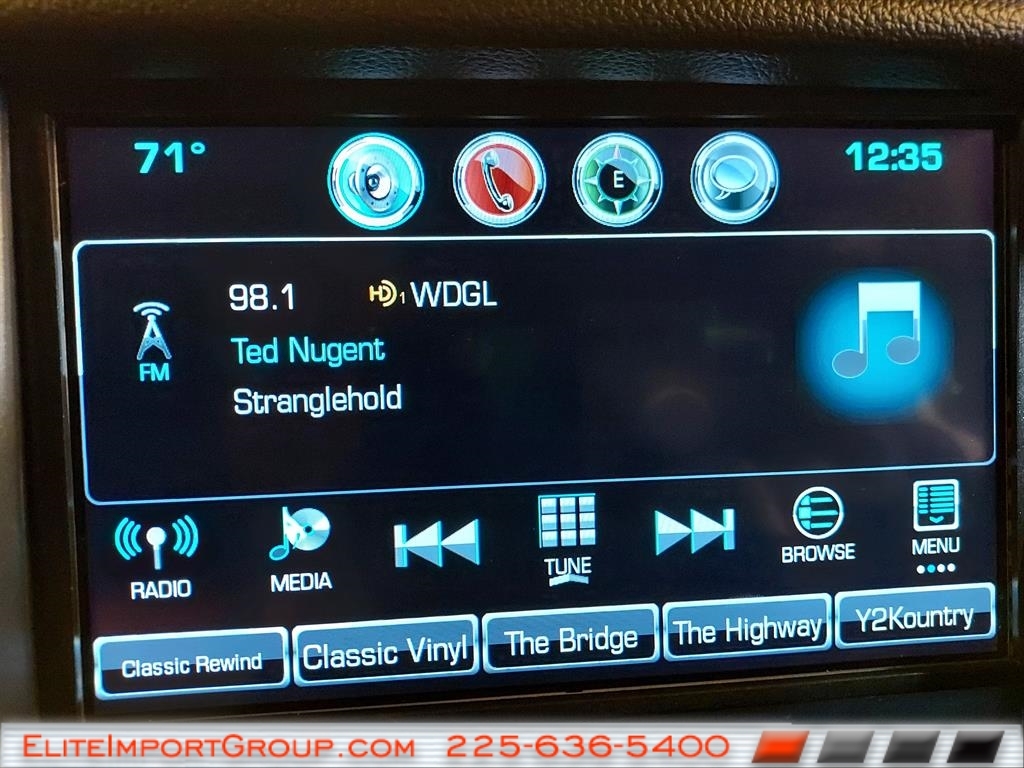 71° 12:35
E
98.1 HD1 WDGL
Ted Nugent
FM
Stranglehold
RADIO MEDIA TUNE BROWSE MENU
Classic Rewind Classic Vinyl The Bridge The Highway Y2Kountry
EliteImportGroup.com 225-636-5400